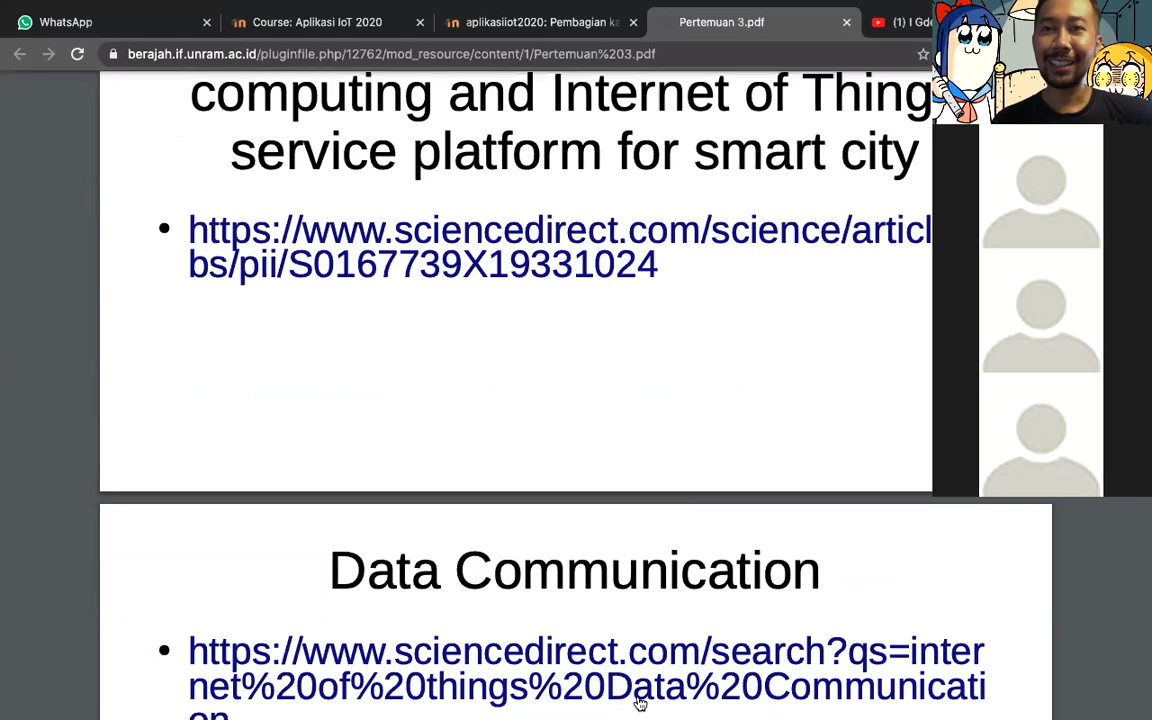 WhatsApp
Course: Aplikasi IoT 2020
aplikasiiot2020: Pembagian ke
Pertemuan 3.pdf
(1) I Gde
berajah.if.unram.ac.id/pluginfile.php/12762/mod_resource/content/1/Pertemuan%203.pdf
computing and Internet of Thing
service platform for smart city
• https://www.sciencedirect.com/science/articl
bs/pii/S0167739X19331024
Data Communication
• https://www.sciencedirect.com/search?qs=inter
net%20of%20things%20Data%20Communicati
on